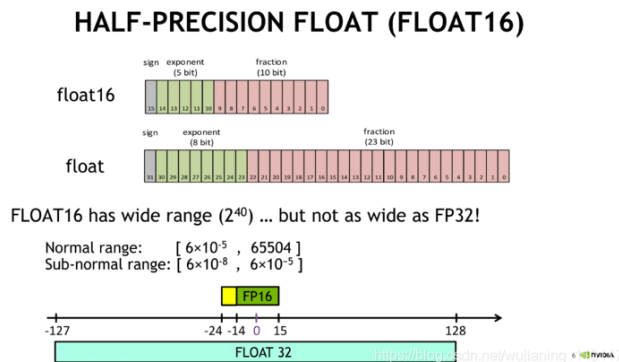 HALF-PRECISION FLOAT (FLOAT16)
sign exponent (5 bit) fraction (10 bit)
float16
15 14 13 12 11 10 9 8 7 6 5 4 3 2 1 0
sign exponent (8 bit) fraction (23 bit)
float
31 30 29 28 27 26 25 24 23 22 21 20 19 18 17 16 15 14 13 12 11 10 9 8 7 6 5 4 3 2 1 0
FLOAT16 has wide range (2⁴⁰) … but not as wide as FP32!
Normal range: [ 6×10⁻⁵ , 65504 ]
Sub-normal range: [ 6×10⁻⁸ , 6×10⁻⁵ ]
FP16
-127 -24 -14 0 15 128
FLOAT 32
6 NVIDIA